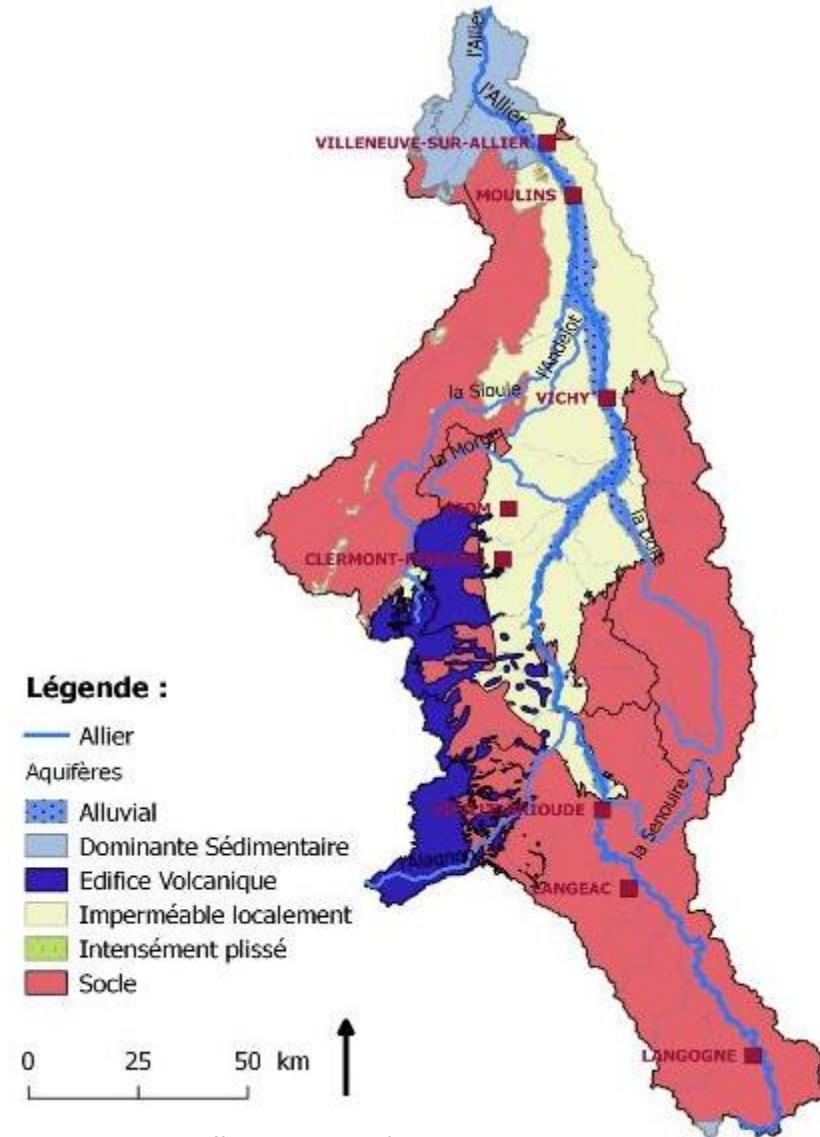 l'Allier
l'Allier
VILLENEUVE-SUR-ALLIER
MOULINS
l'Andelot
la Sioule
VICHY
la Morge
la Dore
CLERMONT-
la Senouire
LANGEAC
LANGOGNE
Légende :
Allier
Aquifères
Alluvial
Dominante Sédimentaire
Edifice Volcanique
Imperméable localement
Intensément plissé
Socle
0 25 50 km